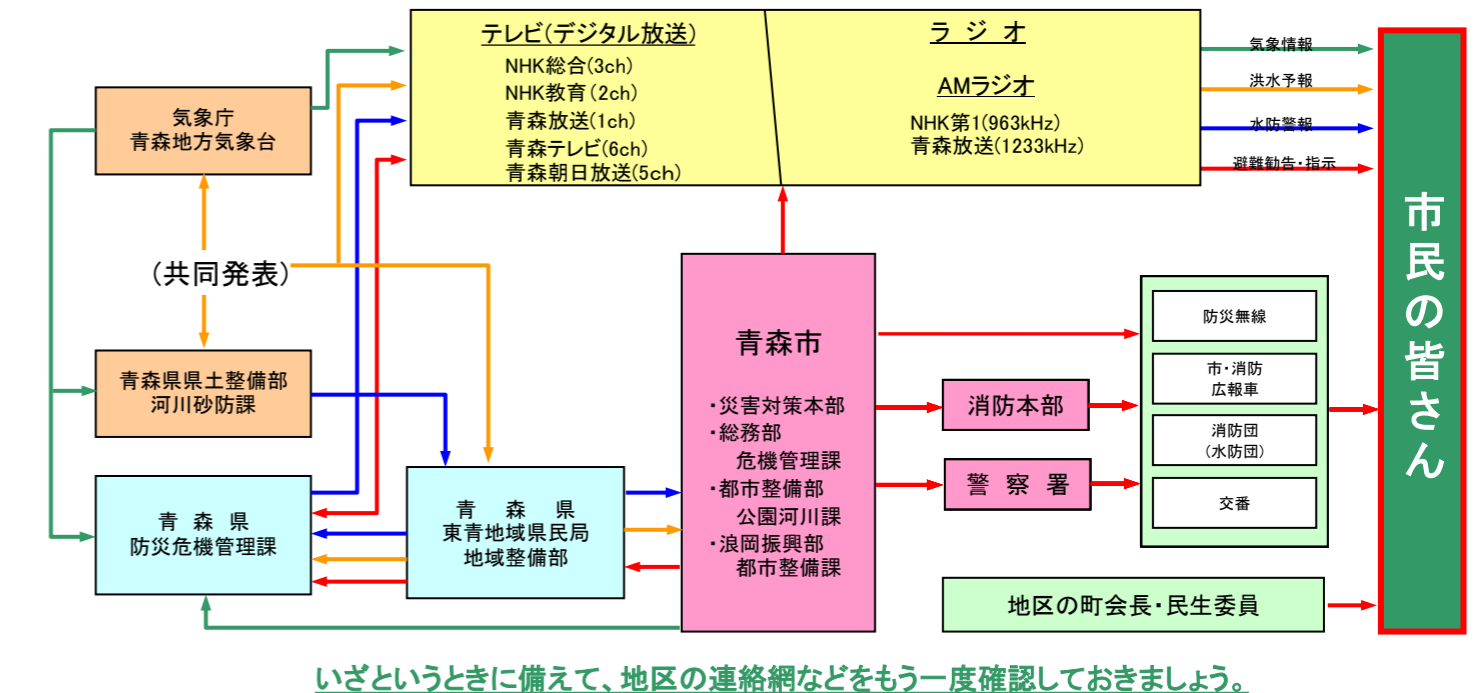 テレビ(デジタル放送)
NHK総合(3ch)
NHK教育(2ch)
青森放送(1ch)
青森テレビ(6ch)
青森朝日放送(5ch)
ラジオ
AMラジオ
NHK第1(963kHz)
青森放送(1233kHz)
気象情報
洪水予報
水防警報
避難勧告・指示
市民の皆さん
気象庁
青森地方気象台
(共同発表)
青森県県土整備部
河川砂防課
青森県
防災危機管理課
青森県
東青地域県民局
地域整備部
青森市
・災害対策本部
・総務部
危機管理課
・都市整備部
公園河川課
・浪岡振興部
都市整備課
消防本部
警察署
防災無線
市・消防
広報車
消防団
(水防団)
交番
地区の町会長・民生委員
いざというときに備えて、地区の連絡網などをもう一度確認しておきましょう。